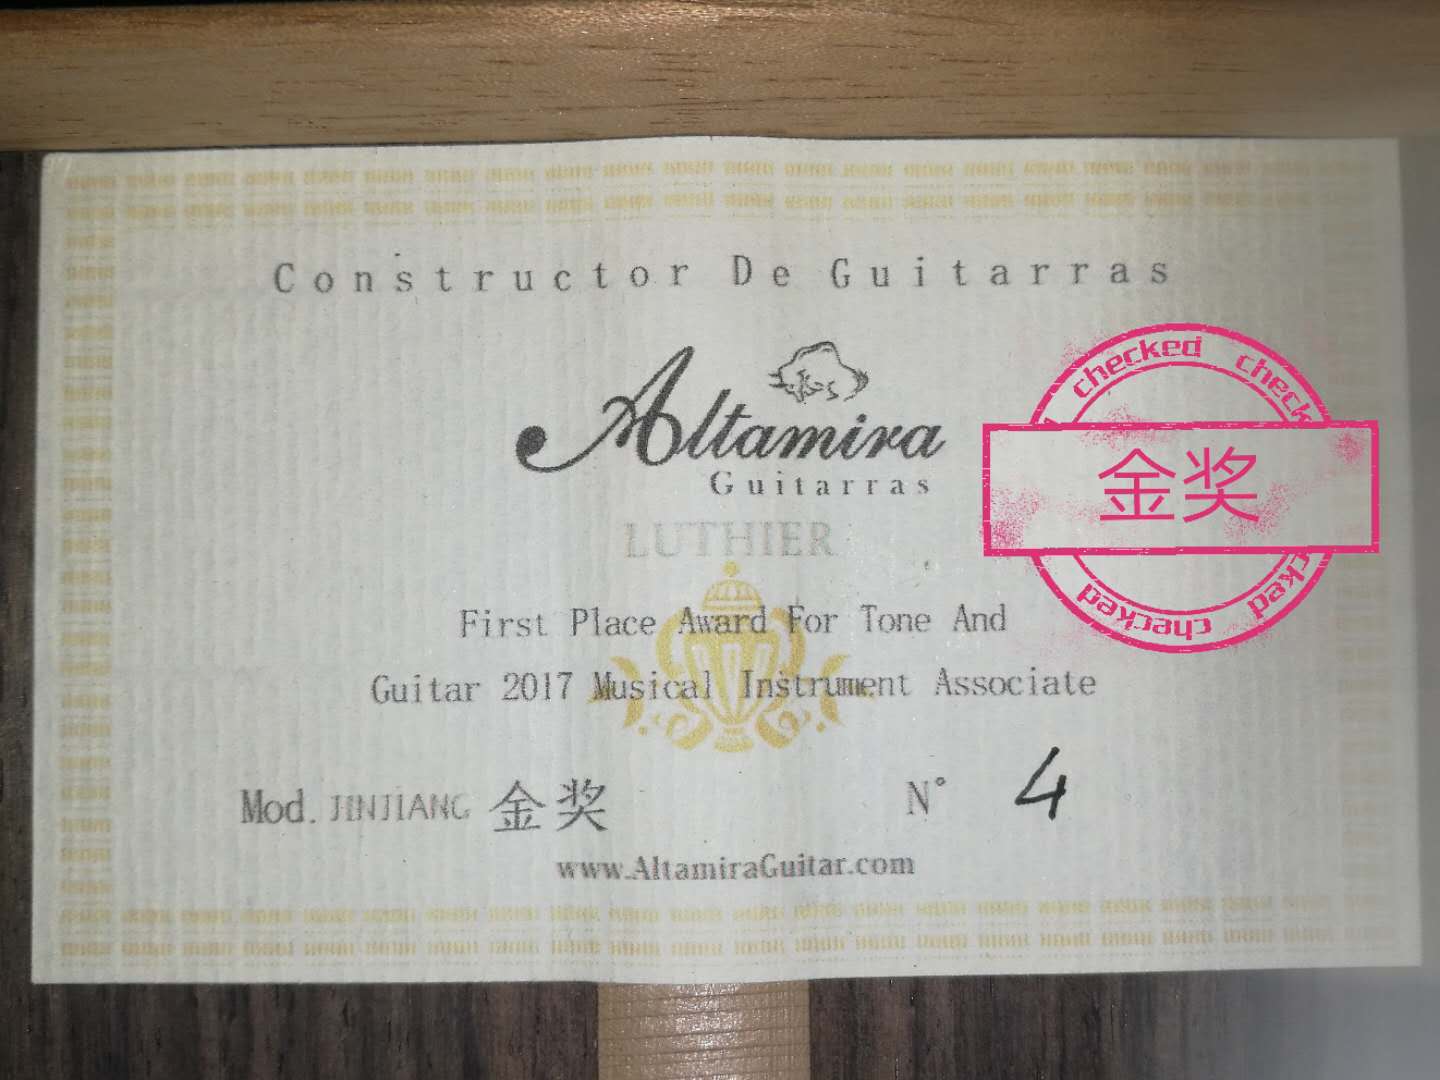 Constructor De Guitarras
Altamira
Guitarras
LUTHIER
checked checked
金奖
checked checked
First Place Award For Tone And
Guitar 2017 Musical Instrument Associate
Mod. JINJIANG 金奖 N° 4
www.AltamiraGuitar.com